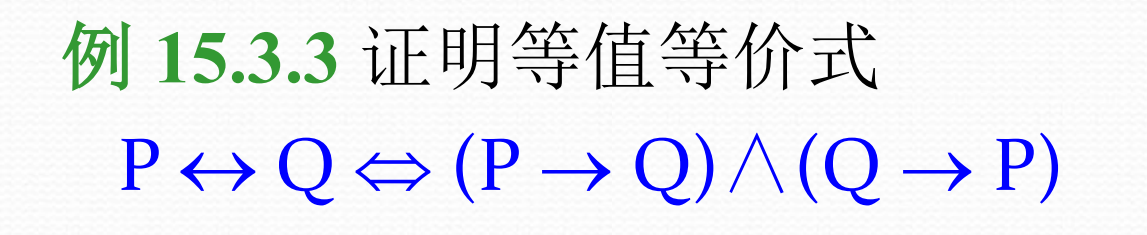 例 15.3.3 证明等值等价式
P ↔ Q ⇔ (P → Q)∧(Q → P)